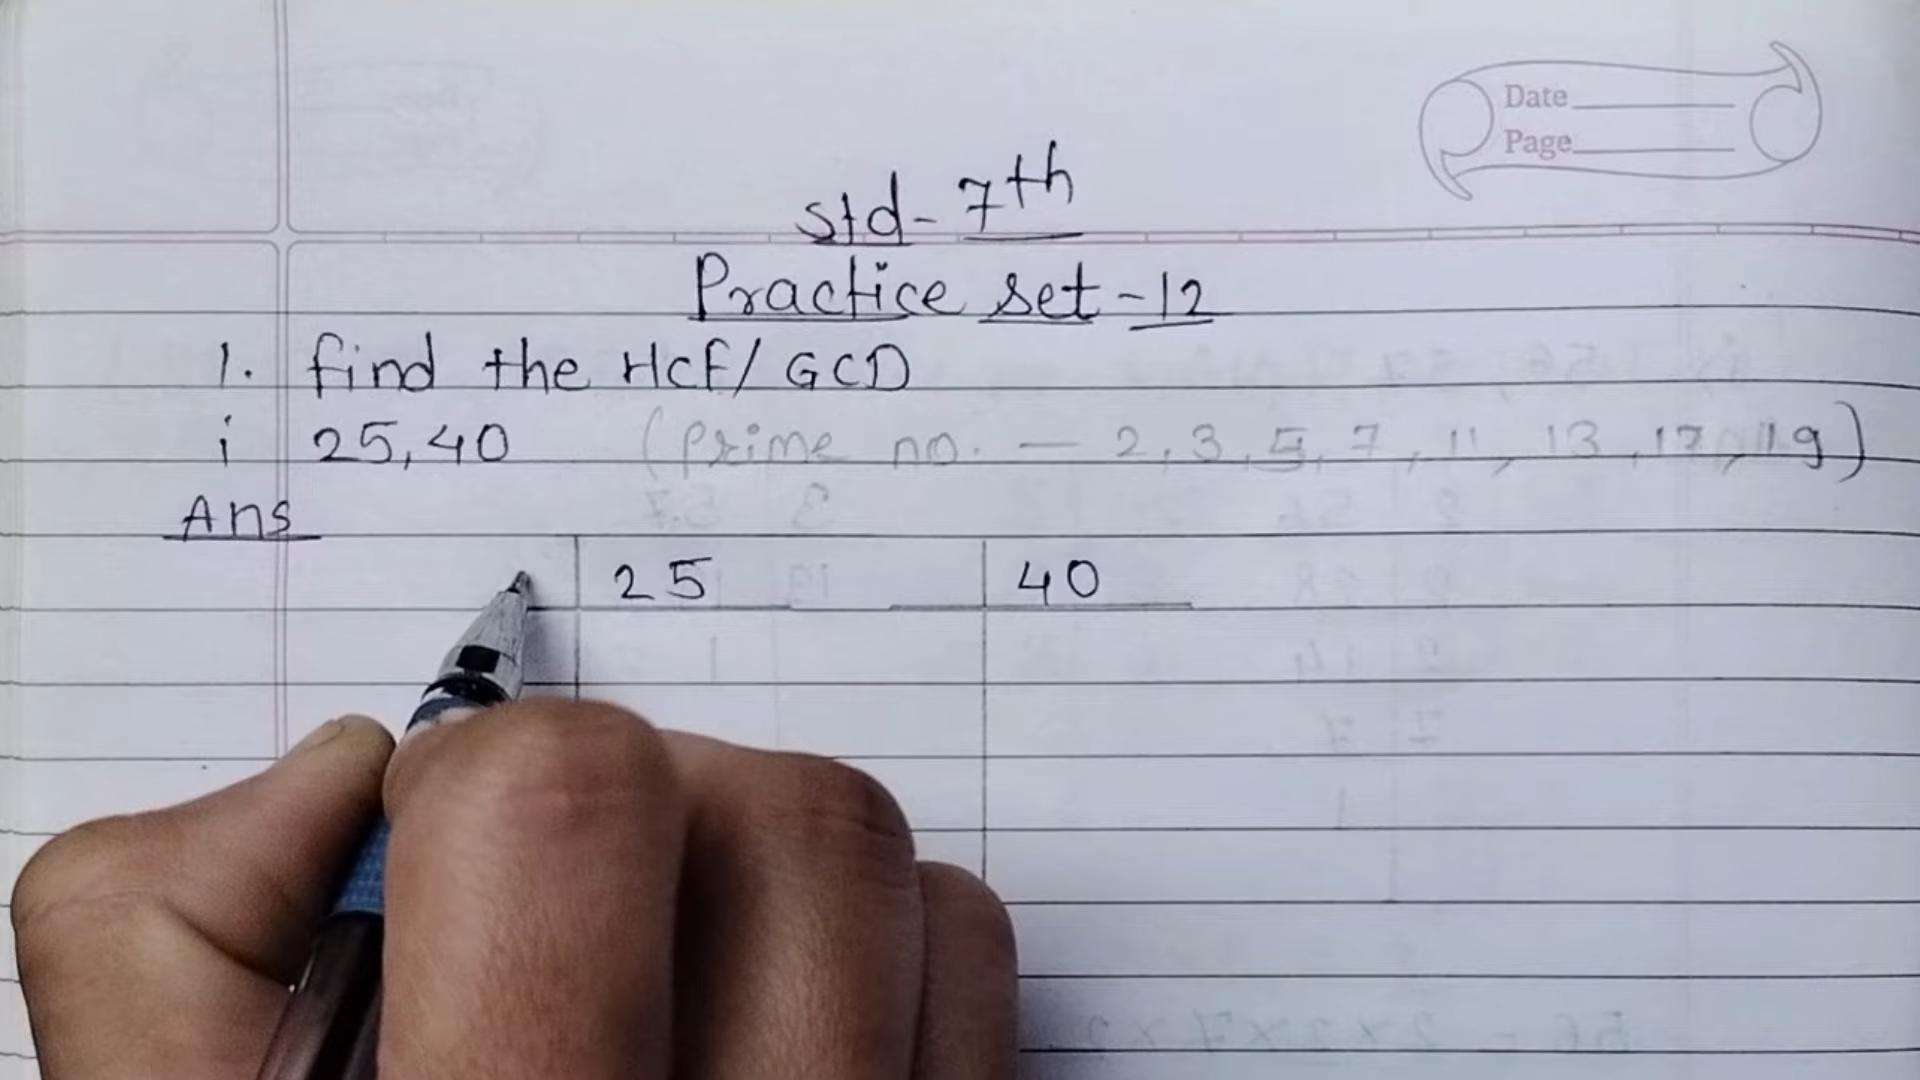 Date
Page
Std- 7th
Practice set -12
1. find the HCF/ GCD
i 25,40 (Prime no. — 2, 3, 5, 7, 11, 13, 17, 19)
Ans
25 40